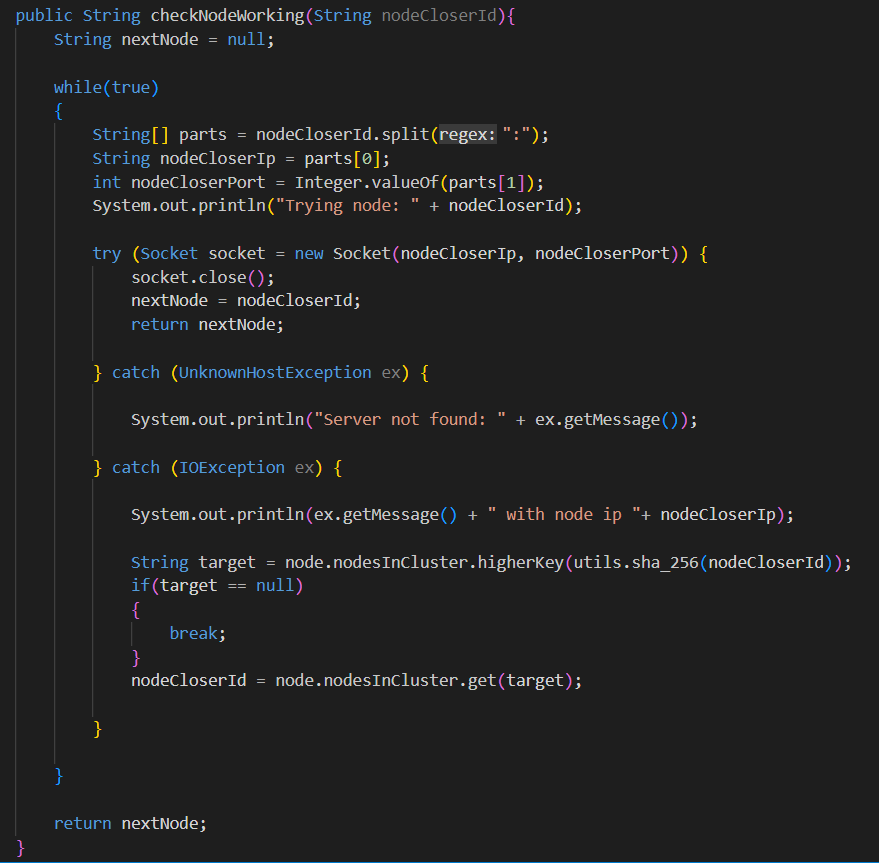 public String checkNodeWorking(String nodeCloserId){
String nextNode = null;
while(true)
{
String[] parts = nodeCloserId.split(regex: ":");
String nodeCloserIp = parts[0];
int nodeCloserPort = Integer.valueOf(parts[1]);
System.out.println("Trying node: " + nodeCloserId);
try (Socket socket = new Socket(nodeCloserIp, nodeCloserPort)) {
socket.close();
nextNode = nodeCloserId;
return nextNode;
} catch (UnknownHostException ex) {
System.out.println("Server not found: " + ex.getMessage());
} catch (IOException ex) {
System.out.println(ex.getMessage() + " with node ip "+ nodeCloserIp);
String target = node.nodesInCluster.higherKey(utils.sha_256(nodeCloserId));
if(target == null)
{
break;
}
nodeCloserId = node.nodesInCluster.get(target);
}
}
return nextNode;
}